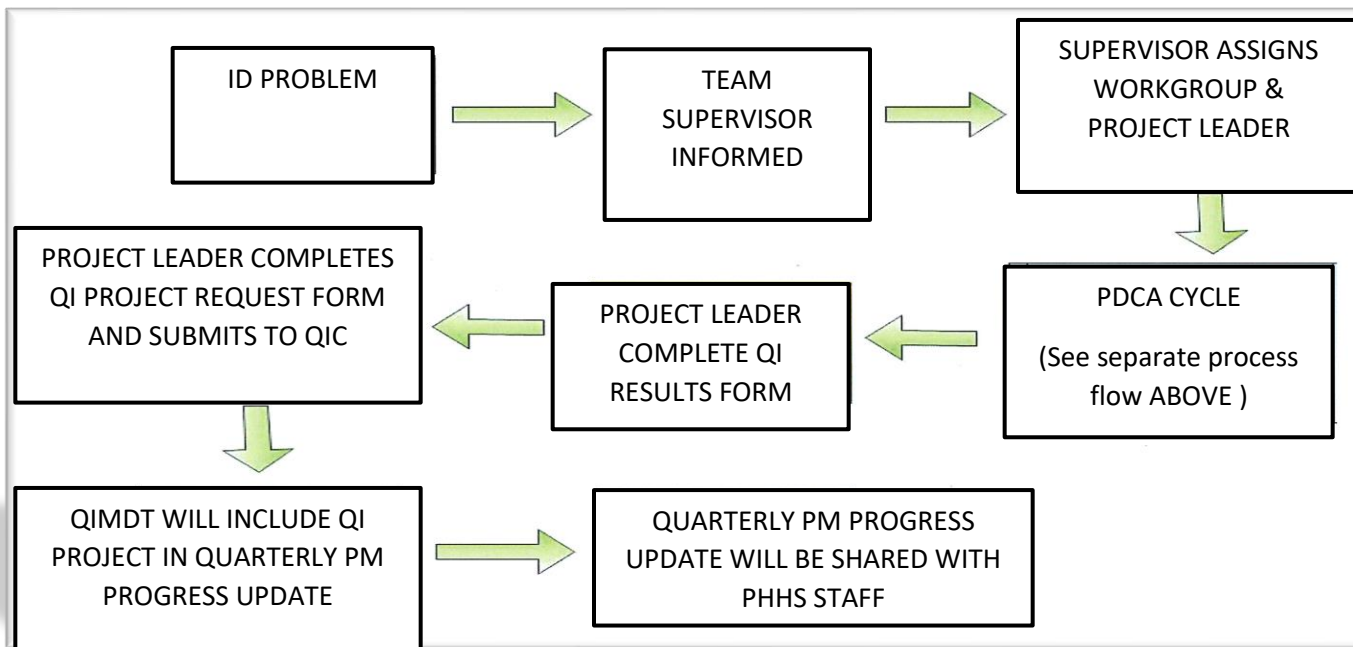 ID PROBLEM
TEAM
SUPERVISOR
INFORMED
SUPERVISOR ASSIGNS
WORKGROUP &
PROJECT LEADER
PDCA CYCLE
(See separate process
flow ABOVE )
PROJECT LEADER
COMPLETE QI
RESULTS FORM
PROJECT LEADER COMPLETES
QI PROJECT REQUEST FORM
AND SUBMITS TO QIC
QIMDT WILL INCLUDE QI
PROJECT IN QUARTERLY PM
PROGRESS UPDATE
QUARTERLY PM PROGRESS
UPDATE WILL BE SHARED WITH
PHHS STAFF